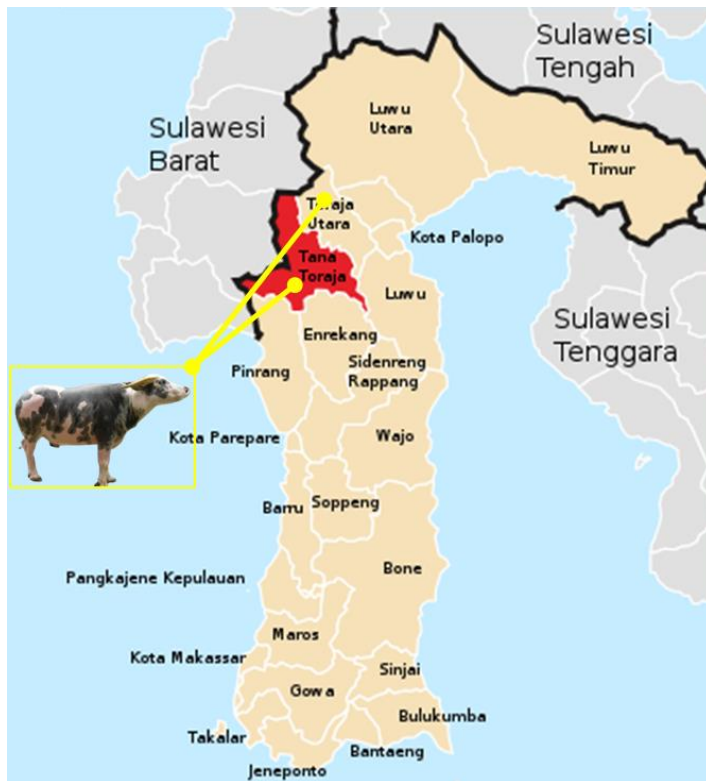 Sulawesi
Tengah
Luwu
Utara
Sulawesi
Barat
Luwu
Timur
Toraja
Utara
Kota Palopo
Tana
Toraja
Luwu
Sulawesi
Tenggara
Enrekang
Pinrang
Sidenreng
Rappang
Kota Parepare
Wajo
Soppeng
Barru
Bone
Pangkajene Kepulauan
Maros
Kota Makassar
Sinjai
Gowa
Bulukumba
Takalar
Bantaeng
Jeneponto